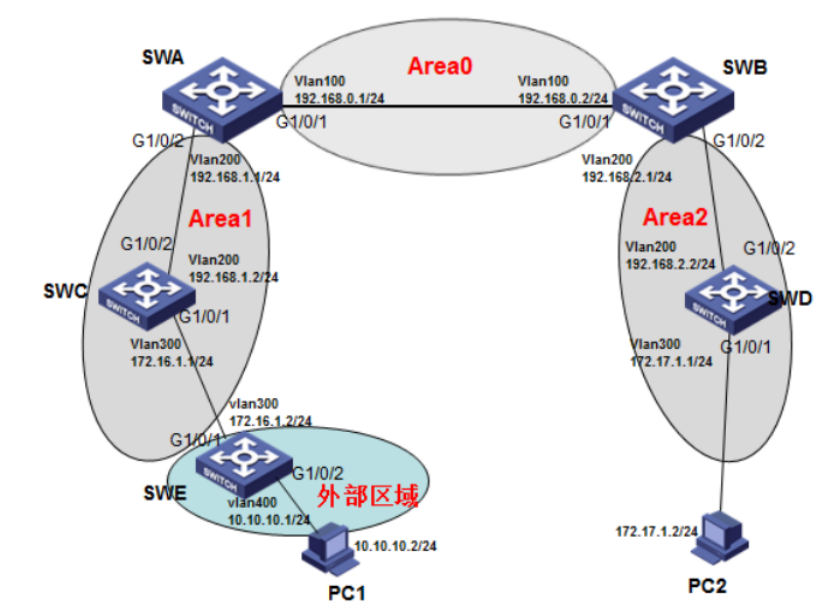 SWA
Area0
SWB
Vlan100
192.168.0.1/24
Vlan100
192.168.0.2/24
SWITCH
SWITCH
G1/0/1
G1/0/1
G1/0/2
G1/0/2
Vlan200
192.168.1.1/24
Vlan200
192.168.2.1/24
Area1
Area2
G1/0/2
Vlan200
192.168.1.2/24
Vlan200
192.168.2.2/24
G1/0/2
SWC
SWITCH
G1/0/1
SWITCH
SWD
Vlan300
172.16.1.1/24
Vlan300
172.17.1.1/24
G1/0/1
vlan300
172.16.1.2/24
G1/0/1
SWITCH
G1/0/2
SWE
vlan400
10.10.10.1/24
外部区域
10.10.10.2/24
PC1
172.17.1.2/24
PC2